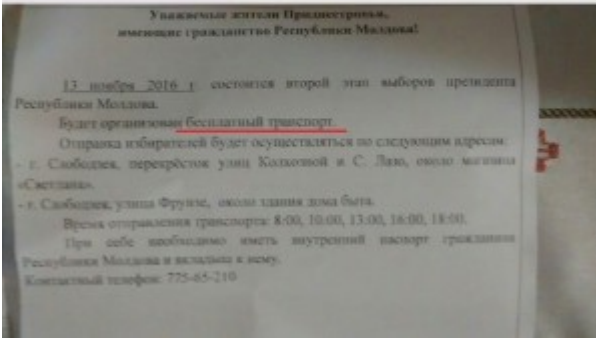 Уважаемые жители Приднестровья,
имеющие гражданство Республики Молдова!
13 ноября 2016 г. состоится второй этап выборов президента
Республики Молдова.
Будет организован бесплатный транспорт.
Отправка избирателей будет осуществляться по следующим адресам:
- г. Слободзея, перекрёсток улиц Колхозной и С. Лазо, около магазина
«Светлана».
- г. Слободзея, улица Фрунзе, около здания дома быта.
Время отправления транспорта: 8:00, 10:00, 13:00, 16:00, 18:00.
При себе необходимо иметь внутренний паспорт гражданина
Республики Молдова и вкладыш к нему.
Контактный телефон: 775-65-210